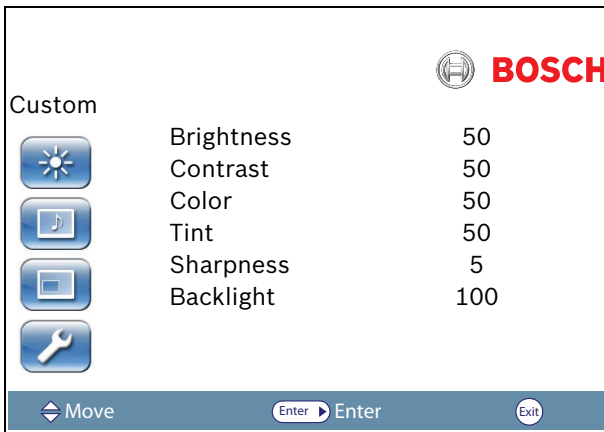 BOSCH
Custom
Brightness 50
Contrast 50
Color 50
Tint 50
Sharpness 5
Backlight 100
Move Enter Enter Exit